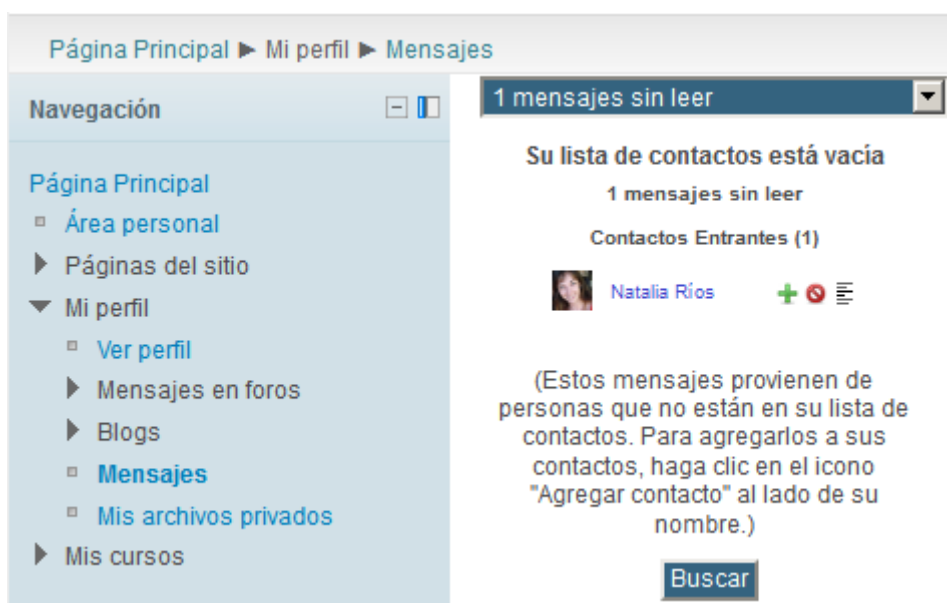 Página Principal ► Mi perfil ► Mensajes
Navegación
Página Principal
Área personal
Páginas del sitio
Mi perfil
Ver perfil
Mensajes en foros
Blogs
Mensajes
Mis archivos privados
Mis cursos
1 mensajes sin leer
Su lista de contactos está vacía
1 mensajes sin leer
Contactos Entrantes (1)
Natalia Ríos
(Estos mensajes provienen de
personas que no están en su lista de
contactos. Para agregarlos a sus
contactos, haga clic en el icono
"Agregar contacto" al lado de su
nombre.)
Buscar